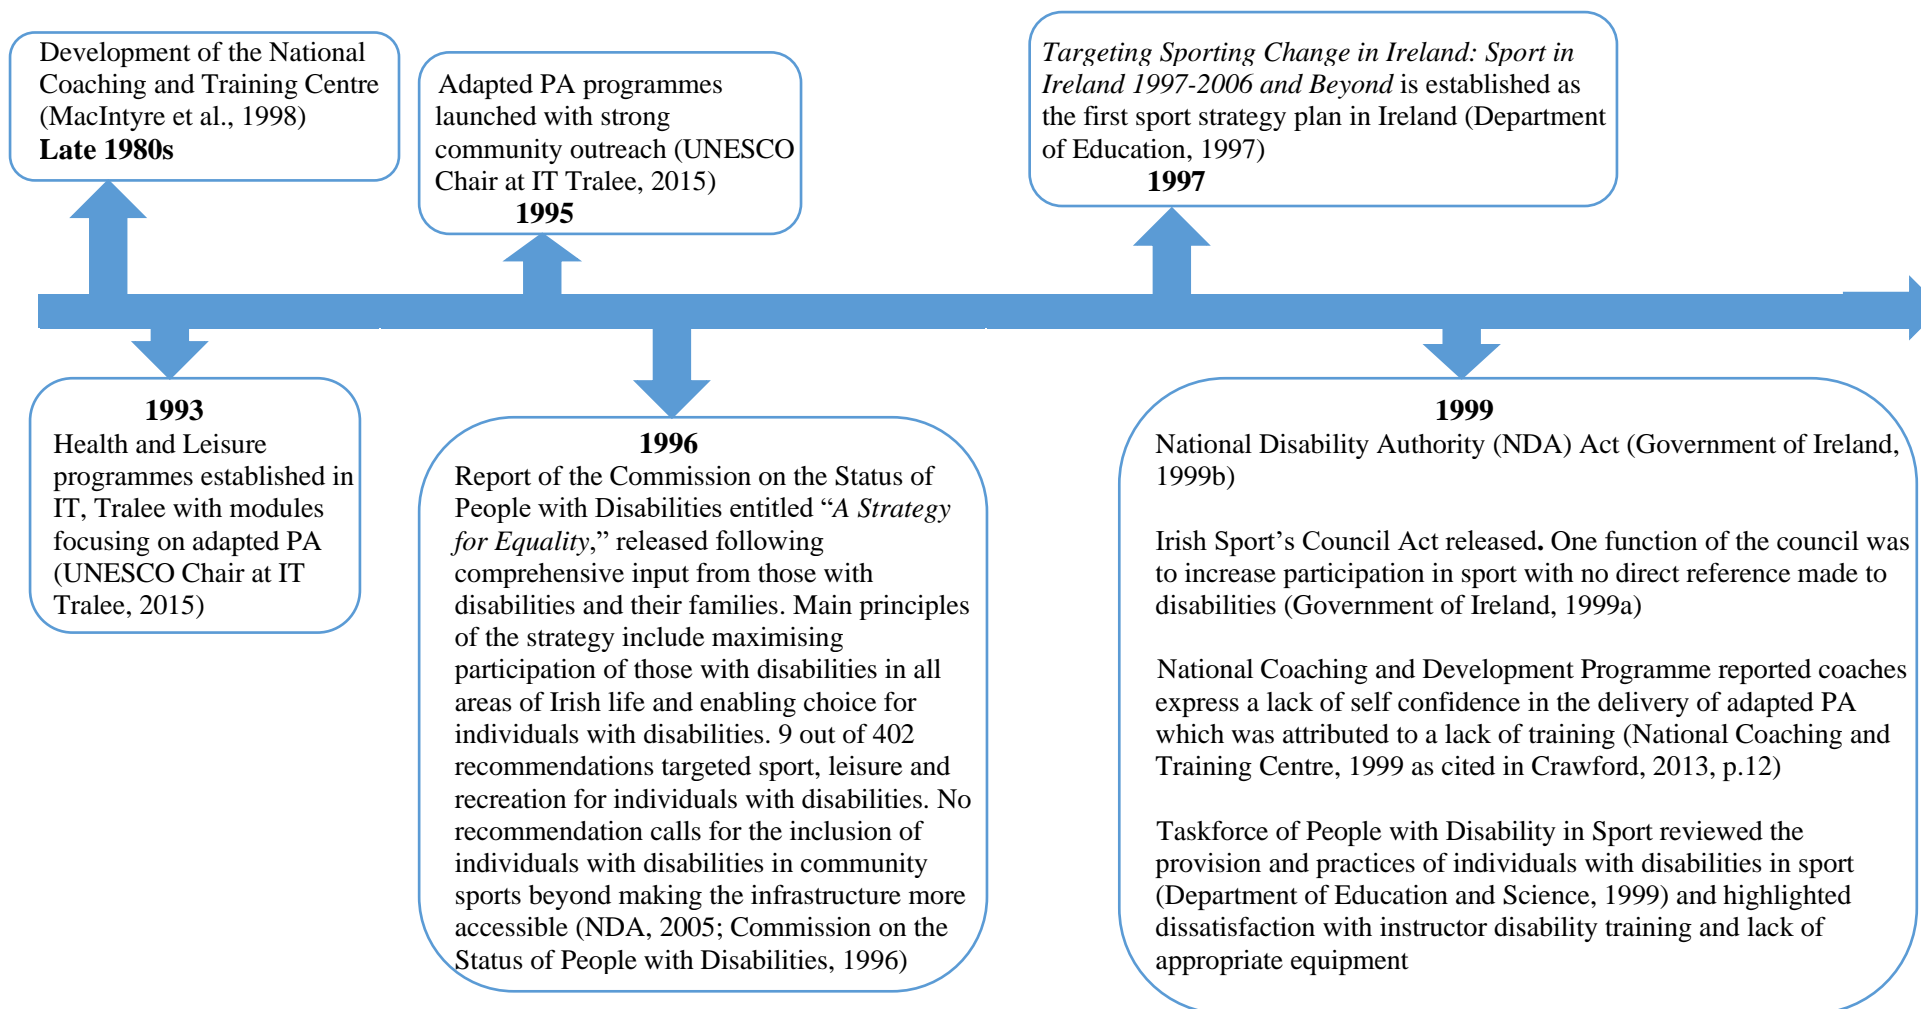 Development of the National
Coaching and Training Centre
(MacIntyre et al., 1998)
Late 1980s
Adapted PA programmes
launched with strong
community outreach (UNESCO
Chair at IT Tralee, 2015)
1995
Targeting Sporting Change in Ireland: Sport in
Ireland 1997-2006 and Beyond is established as
the first sport strategy plan in Ireland (Department
of Education, 1997)
1997
1993
Health and Leisure
programmes established in
IT, Tralee with modules
focusing on adapted PA
(UNESCO Chair at IT
Tralee, 2015)
1996
Report of the Commission on the Status of
People with Disabilities entitled “A Strategy
for Equality,” released following
comprehensive input from those with
disabilities and their families. Main principles
of the strategy include maximising
participation of those with disabilities in all
areas of Irish life and enabling choice for
individuals with disabilities. 9 out of 402
recommendations targeted sport, leisure and
recreation for individuals with disabilities. No
recommendation calls for the inclusion of
individuals with disabilities in community
sports beyond making the infrastructure more
accessible (NDA, 2005; Commission on the
Status of People with Disabilities, 1996)
1999
National Disability Authority (NDA) Act (Government of Ireland,
1999b)
Irish Sport’s Council Act released. One function of the council was
to increase participation in sport with no direct reference made to
disabilities (Government of Ireland, 1999a)
National Coaching and Development Programme reported coaches
express a lack of self confidence in the delivery of adapted PA
which was attributed to a lack of training (National Coaching and
Training Centre, 1999 as cited in Crawford, 2013, p.12)
Taskforce of People with Disability in Sport reviewed the
provision and practices of individuals with disabilities in sport
(Department of Education and Science, 1999) and highlighted
dissatisfaction with instructor disability training and lack of
appropriate equipment